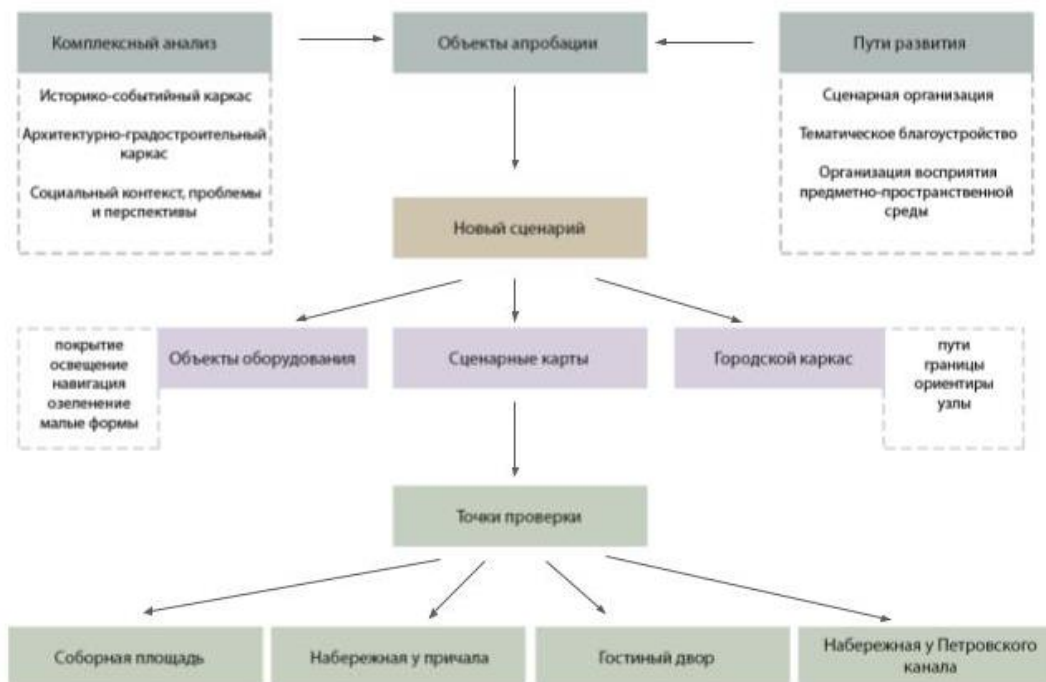 Комплексный анализ
Объекты апробации
Пути развития
Историко-событийный каркас
Архитектурно-градостроительный
каркас
Социальный контекст, проблемы
и перспективы
Сценарная организация
Тематическое благоустройство
Организация восприятия
предметно-пространственной
среды
Новый сценарий
покрытие
освещение
навигация
озеленение
малые формы
Объекты оборудования
Сценарные карты
Городской каркас
пути
границы
ориентиры
узлы
Точки проверки
Соборная площадь
Набережная у причала
Гостиный двор
Набережная у Петровского
канала